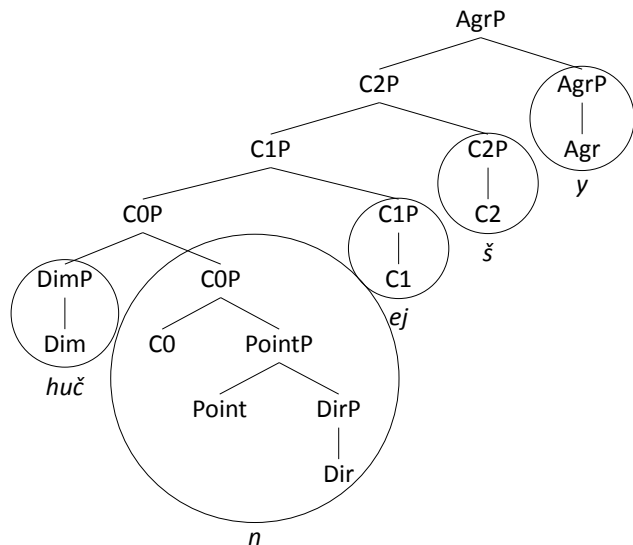 AgrP
C2P AgrP
C1P C2P Agr
y
C0P C1P C2
š
DimP C0P C1
ej
Dim C0 PointP
huč
Point DirP
Dir
n